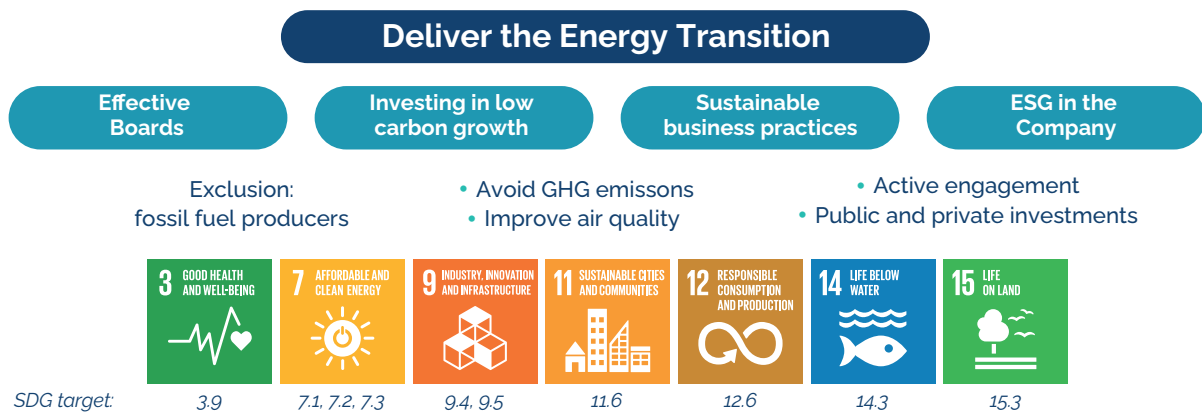 Deliver the Energy Transition
Effective
Boards
Investing in low
carbon growth
Sustainable
business practices
ESG in the
Company
Exclusion:
fossil fuel producers
• Avoid GHG emissons
• Improve air quality
• Active engagement
• Public and private investments
3 GOOD HEALTH
AND WELL-BEING
7 AFFORDABLE AND
CLEAN ENERGY
9 INDUSTRY, INNOVATION
AND INFRASTRUCTURE
11 SUSTAINABLE CITIES
AND COMMUNITIES
12 RESPONSIBLE
CONSUMPTION
AND PRODUCTION
14 LIFE BELOW
WATER
15 LIFE
ON LAND
SDG target: 3.9 7.1, 7.2, 7.3 9.4, 9.5 11.6 12.6 14.3 15.3